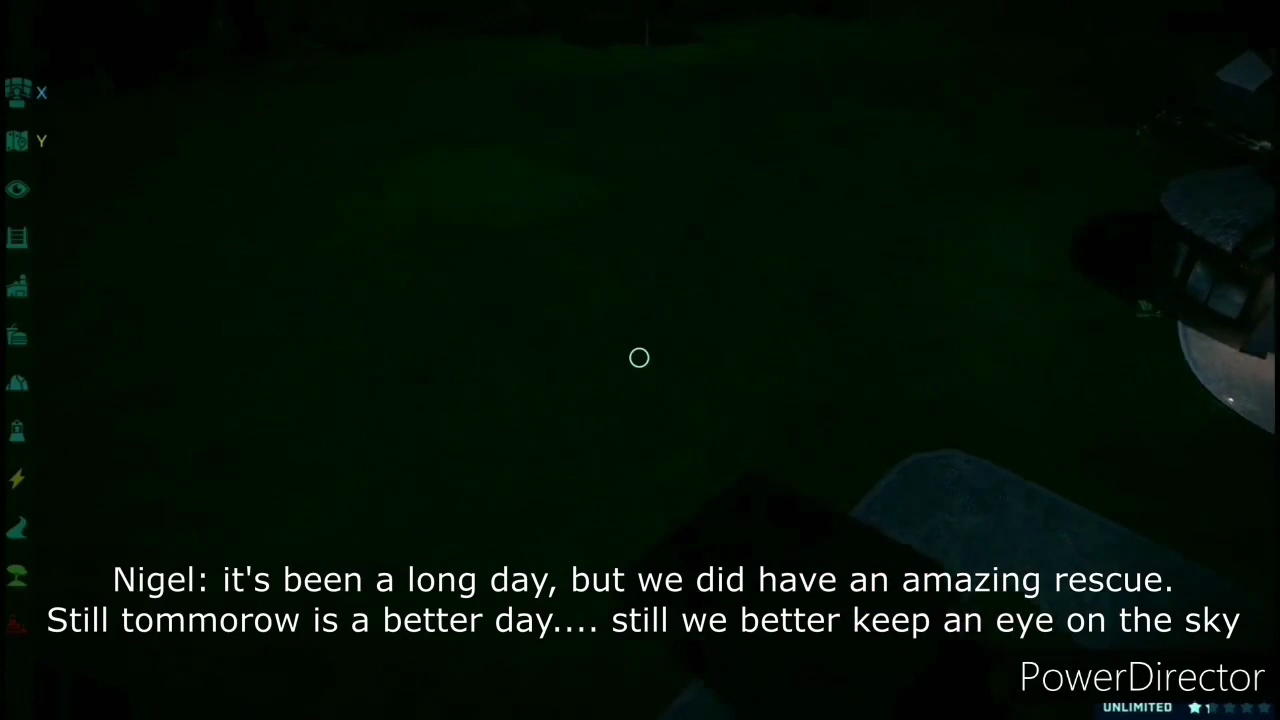 X
Y
Nigel: it's been a long day, but we did have an amazing rescue.
Still tommorow is a better day.... still we better keep an eye on the sky
PowerDirector
UNLIMITED